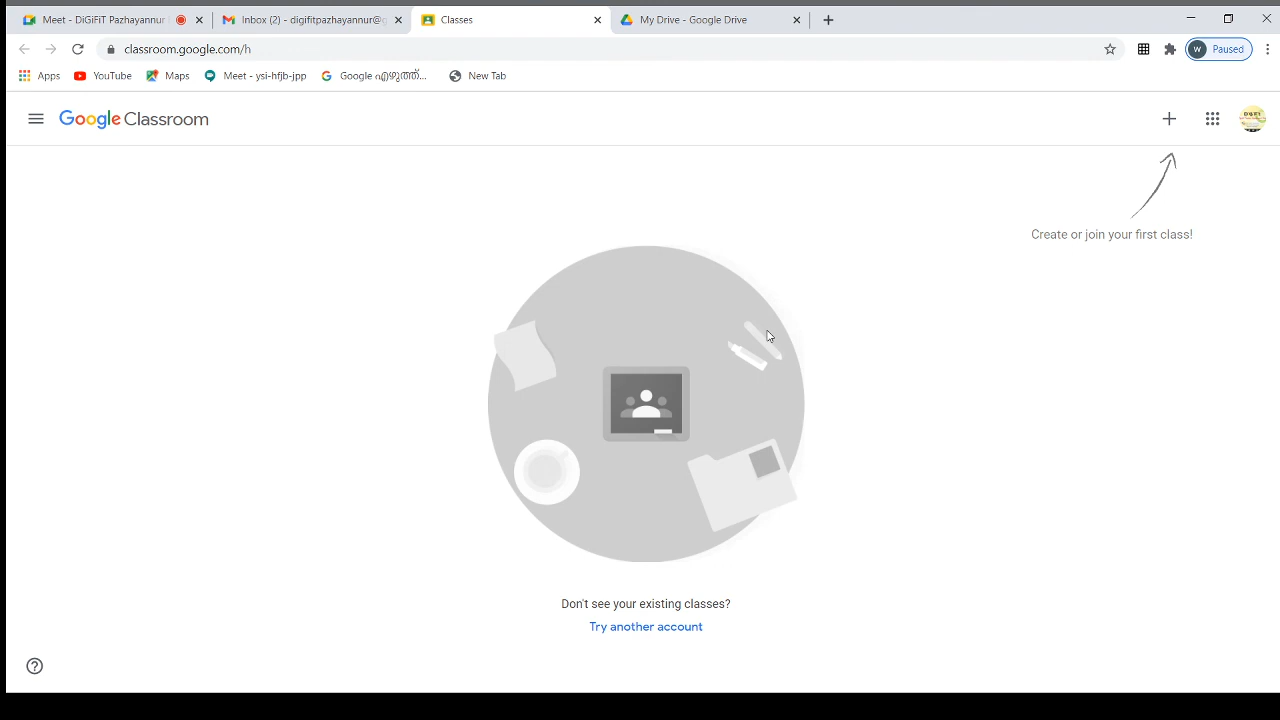 Meet - DiGiFiT Pazhayannur
Inbox (2) - digifitpazhayannur@g
Classes
My Drive - Google Drive
classroom.google.com/h
W Paused
Apps
YouTube
Maps
Meet - ysi-hfjb-jpp
Google എഴുത്ത്...
New Tab
Google Classroom
Create or join your first class!
Don't see your existing classes?
Try another account